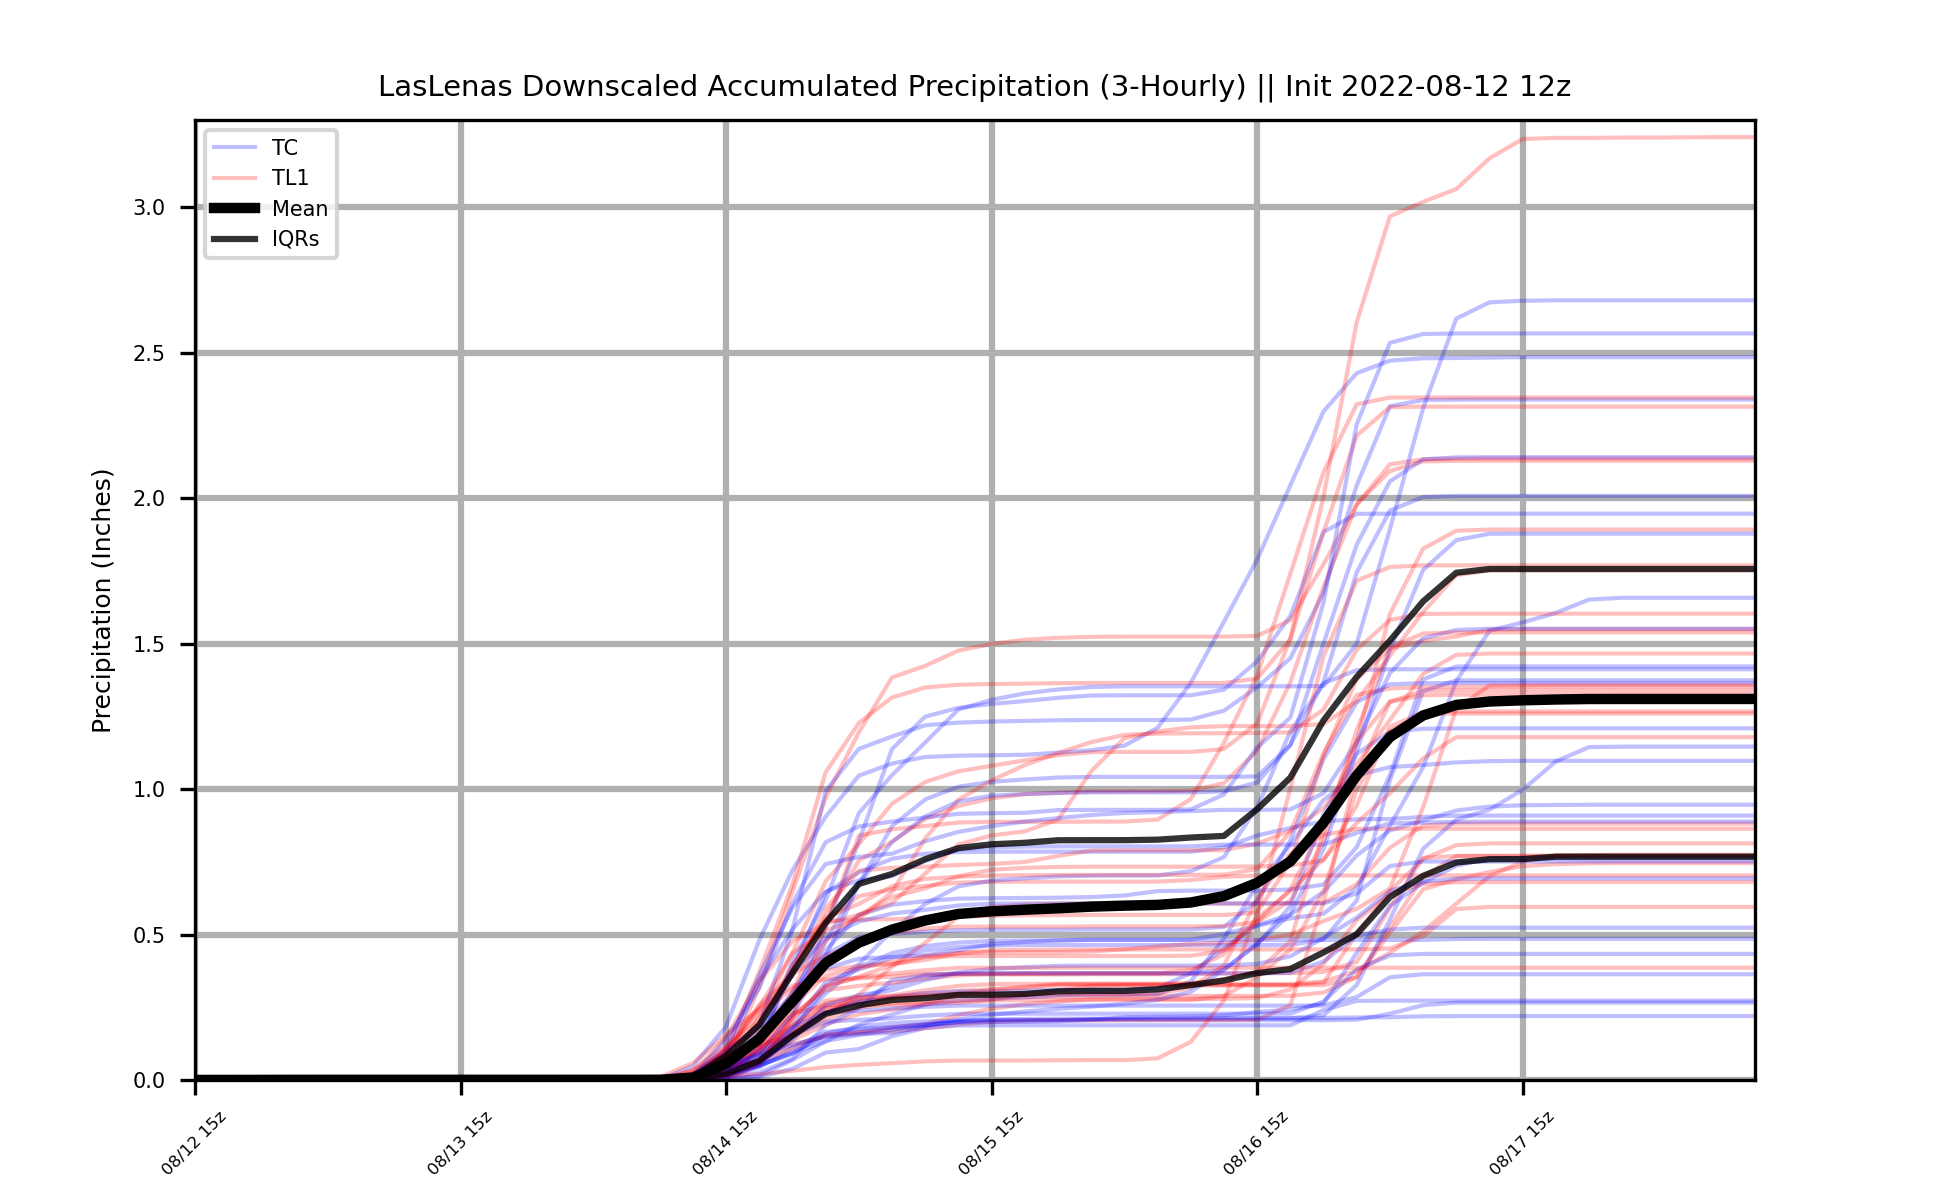 LasLenas Downscaled Accumulated Precipitation (3-Hourly) || Init 2022-08-12 12z
TC
TL1
Mean
IQRs
Precipitation (Inches)
3.0
2.5
2.0
1.5
1.0
0.5
0.0
08/12 15z
08/13 15z
08/14 15z
08/15 15z
08/16 15z
08/17 15z